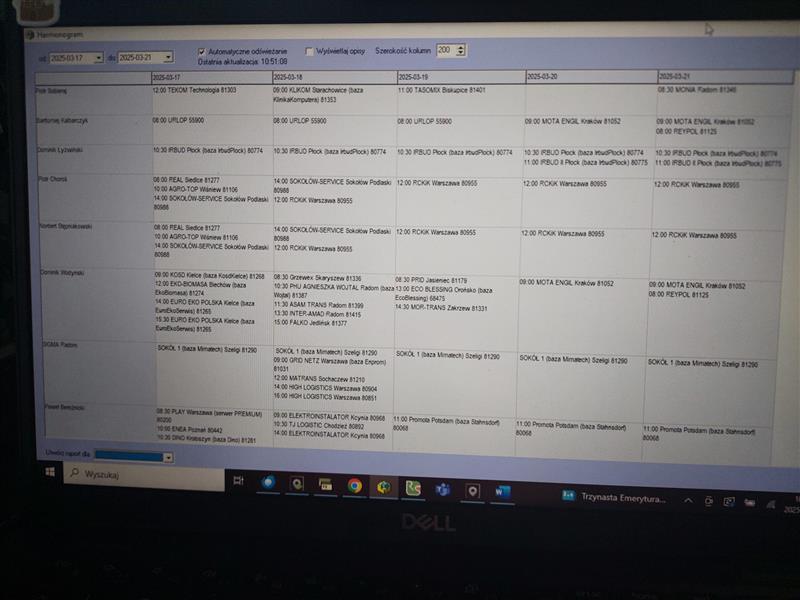 Harmonogram
od 2025-03-17 do 2025-03-21 Automatyczne odświeżanie Wyświetlaj opisy Szerokość kolumn 200
Ostatnia aktualizacja: 10:51:08
2025-03-17 2025-03-18 2025-03-19 2025-03-20 2025-03-21
Piotr
12:00 TEKOM Technologia 81303
09:00 KLIKOM Starachowice (baza
KlinikaKomputera) 81353
11:00 TASOMIX Biskupice 81401
08:30 MONIA Radom 81346
Bartłomiej Kabarczyk
08:00 URLOP 55900
08:00 URLOP 55900
08:00 URLOP 55900
09:00 MOTA ENGIL Kraków 81052
09:00 MOTA ENGIL Kraków 81052
08:00 REYPOL 81125
Dominik Łyżwiński
10:30 IRBUD Płock (baza IrbudPlock) 80774
10:30 IRBUD Płock (baza IrbudPlock) 80774
10:30 IRBUD Płock (baza IrbudPlock) 80774
10:30 IRBUD Płock (baza IrbudPlock) 80774
11:00 IRBUD II Płock (baza IrbudPlock) 80775
10:30 IRBUD Płock (baza IrbudPlock) 80774
11:00 IRBUD II Płock (baza IrbudPlock) 80775
Piotr Choroś
08:00 REAL Siedlce 81277
10:00 AGRO-TOP Wiśniew 81106
14:00 SOKOŁÓW-SERVICE Sokołów Podlaski
80988
14:00 SOKOŁÓW-SERVICE Sokołów Podlaski
80988
12:00 RCKiK Warszawa 80955
12:00 RCKiK Warszawa 80955
12:00 RCKiK Warszawa 80955
12:00 RCKiK Warszawa 80955
Norbert Stępniakowski
08:00 REAL Siedlce 81277
10:00 AGRO-TOP Wiśniew 81106
14:00 SOKOŁÓW-SERVICE Sokołów Podlaski
80988
14:00 SOKOŁÓW-SERVICE Sokołów Podlaski
80988
12:00 RCKiK Warszawa 80955
12:00 RCKiK Warszawa 80955
12:00 RCKiK Warszawa 80955
12:00 RCKiK Warszawa 80955
Dominik Wodyński
09:00 KOSD Kielce (baza KosdKielce) 81268
12:00 EKO-BIOMASA Biechów (baza
EkoBiomasa) 81274
14:00 EURO EKO POLSKA Kielce (baza
EuroEkoSerwis) 81265
15:30 EURO EKO POLSKA Kielce (baza
EuroEkoSerwis) 81265
08:30 Grzewex Skaryszew 81336
10:30 PHU AGNIESZKA WOJTAL Radom (baza
Wojtal) 81387
11:30 ASAM TRANS Radom 81399
13:30 INTER-AMAD Radom 81415
15:00 FALKO Jedlińsk 81377
08:30 PRID Jasieniec 81179
13:00 ECO BLESSING Orońsko (baza
EcoBlessing) 68475
14:30 MOR-TRANS Zakrzew 81331
09:00 MOTA ENGIL Kraków 81052
09:00 MOTA ENGIL Kraków 81052
08:00 REYPOL 81125
SIGMA Radom
SOKÓŁ 1 (baza Mimatech) Szeligi 81290
SOKÓŁ 1 (baza Mimatech) Szeligi 81290
09:00 GRID NETZ Warszawa (baza Enprom)
81031
12:00 MATRANS Sochaczew 81210
14:00 HIGH LOGISTICS Warszawa 80904
16:00 HIGH LOGISTICS Warszawa 80851
SOKÓŁ 1 (baza Mimatech) Szeligi 81290
SOKÓŁ 1 (baza Mimatech) Szeligi 81290
SOKÓŁ 1 (baza Mimatech) Szeligi 81290
Paweł Bereźnicki
08:30 PLAY Warszawa (serwer PREMIUM)
80200
10:00 ENEA Poznań 80442
10:30 DINO Krotoszyn (baza Dino) 81281
09:00 ELEKTROINSTALATOR Kcynia 80968
10:30 TJ LOGISTIC Chodzież 80892
14:00 ELEKTROINSTALATOR Kcynia 80968
11:00 Promota Potsdam (baza Stahnsdorf)
80068
11:00 Promota Potsdam (baza Stahnsdorf)
80068
11:00 Promota Potsdam (baza Stahnsdorf)
80068
Utwórz raport dla
Wyszukaj
Trzynasta Emerytura...
2025
DELL